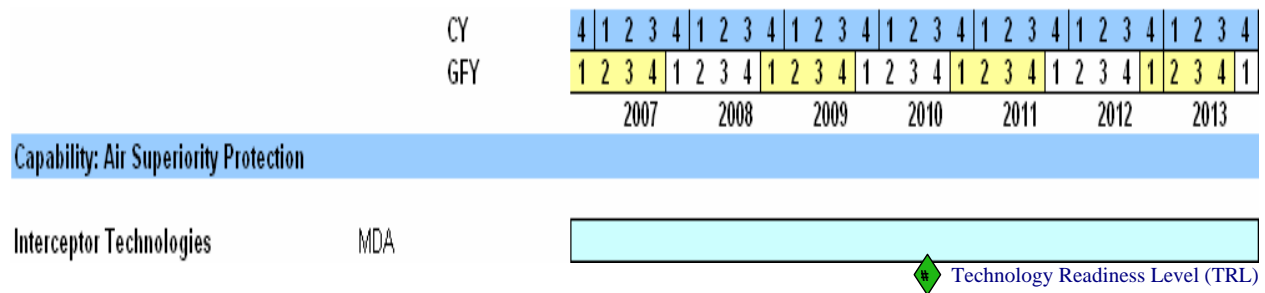 CY 4 1 2 3 4 1 2 3 4 1 2 3 4 1 2 3 4 1 2 3 4 1 2 3 4 1 2 3 4
GFY 1 2 3 4 1 2 3 4 1 2 3 4 1 2 3 4 1 2 3 4 1 2 3 4 1 2 3 4 1
2007 2008 2009 2010 2011 2012 2013
Capability: Air Superiority Protection
Interceptor Technologies MDA
# Technology Readiness Level (TRL)